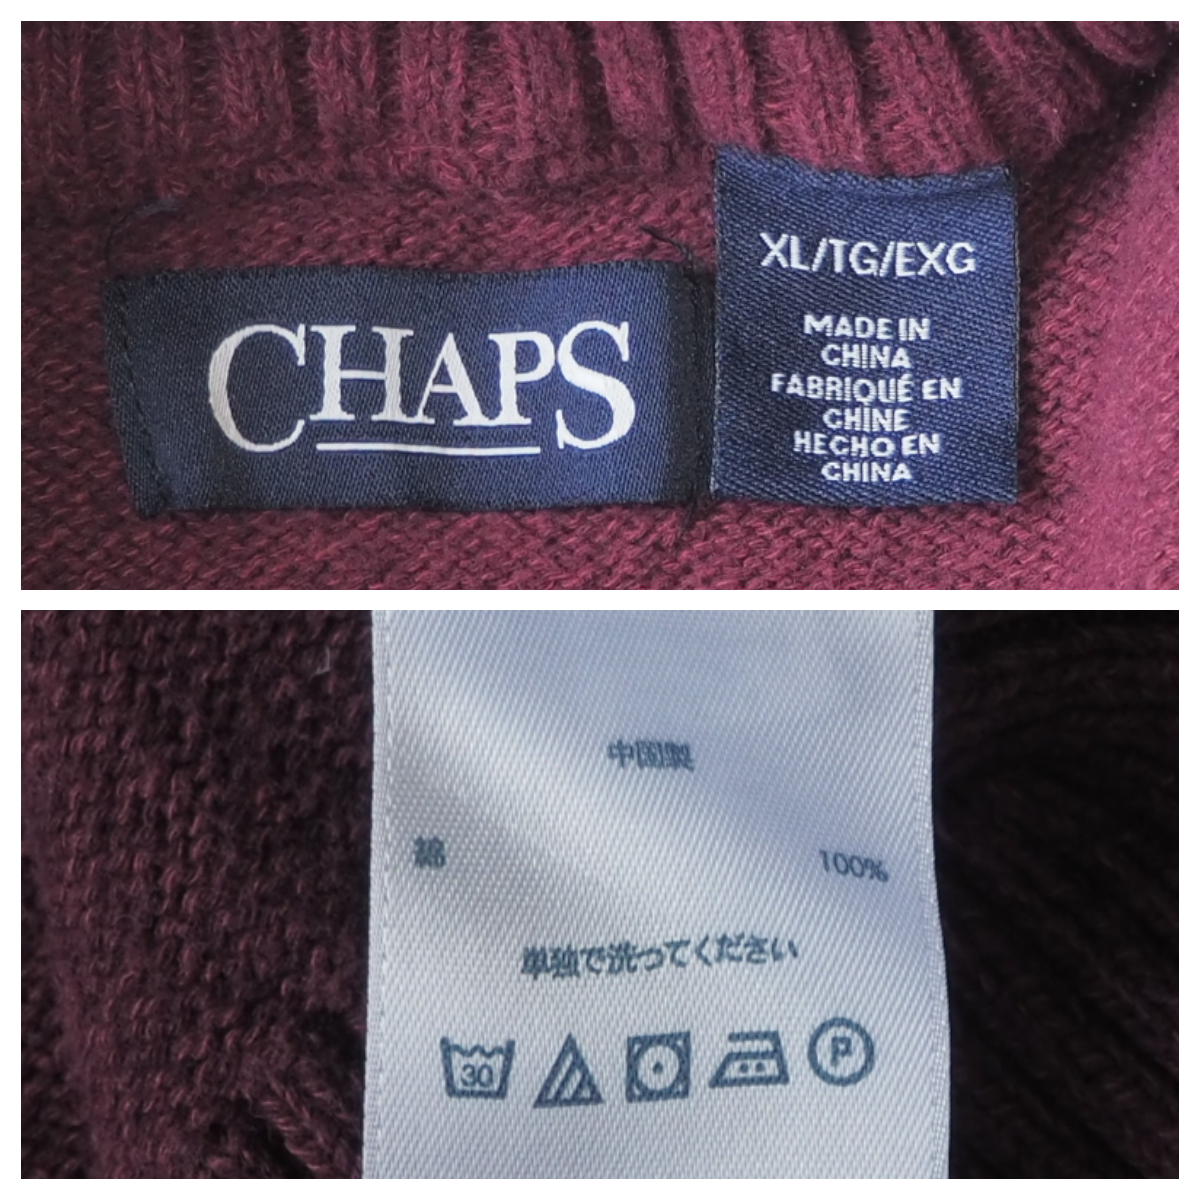 CHAPS
XL/TG/EXG
MADE IN
CHINA
FABRIQUÉ EN
CHINE
HECHO EN
CHINA
中国製
綿 100%
単独で洗ってください
30
P